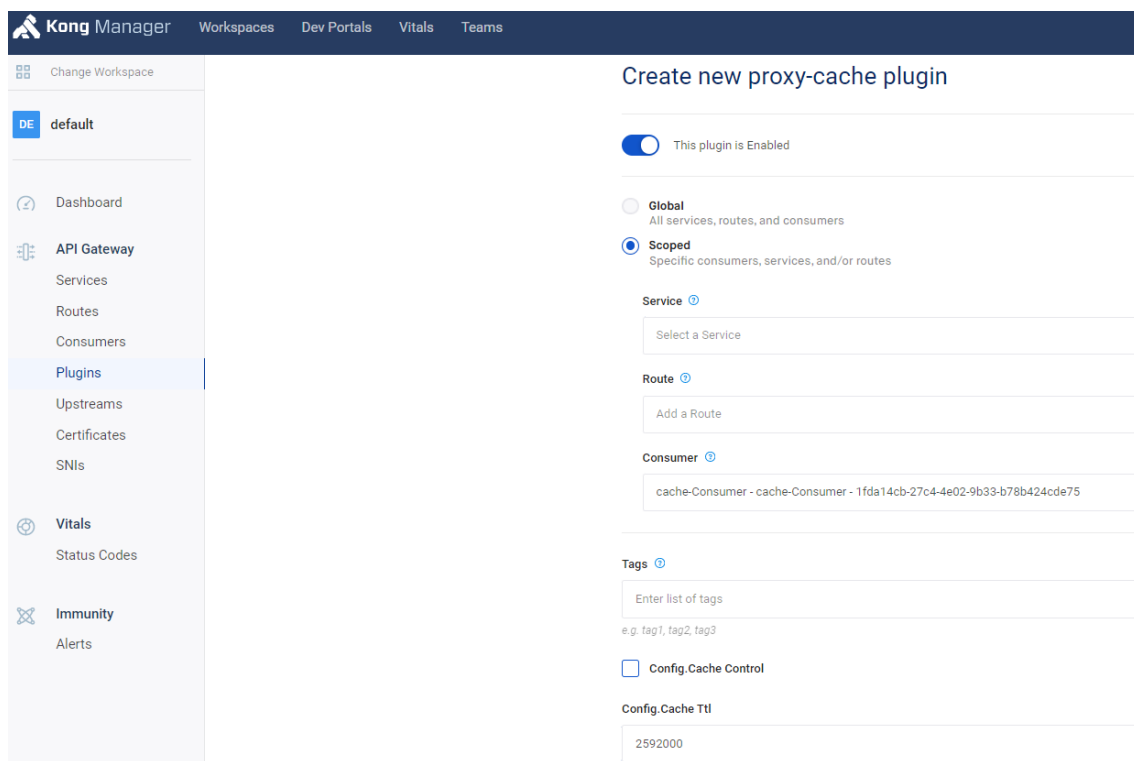 Kong Manager Workspaces Dev Portals Vitals Teams
Change Workspace
DE default
Dashboard
API Gateway
Services
Routes
Consumers
Plugins
Upstreams
Certificates
SNIs
Vitals
Status Codes
Immunity
Alerts
Create new proxy-cache plugin
This plugin is Enabled
Global
All services, routes, and consumers
Scoped
Specific consumers, services, and/or routes
Service ?
Select a Service
Route ?
Add a Route
Consumer ?
cache-Consumer - cache-Consumer - 1fda14cb-27c4-4e02-9b33-b78b424cde75
Tags ?
Enter list of tags
e.g. tag1, tag2, tag3
Config.Cache Control
Config.Cache Ttl
2592000